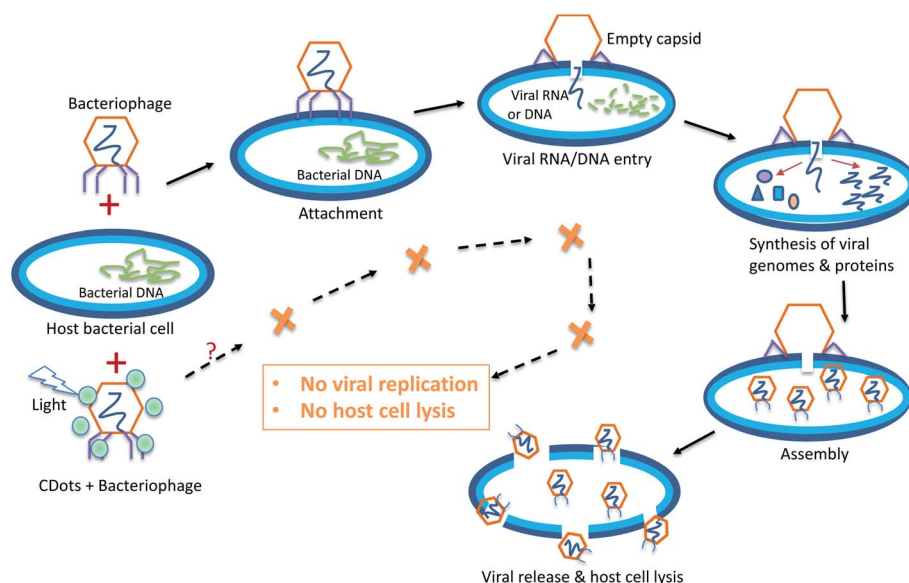 Bacteriophage
+
Bacterial DNA
Host bacterial cell
+
Light
CDots + Bacteriophage
?
Bacterial DNA
Attachment
Empty capsid
Viral RNA
or DNA
Viral RNA/DNA entry
Synthesis of viral
genomes & proteins
Assembly
Viral release & host cell lysis
• No viral replication
• No host cell lysis